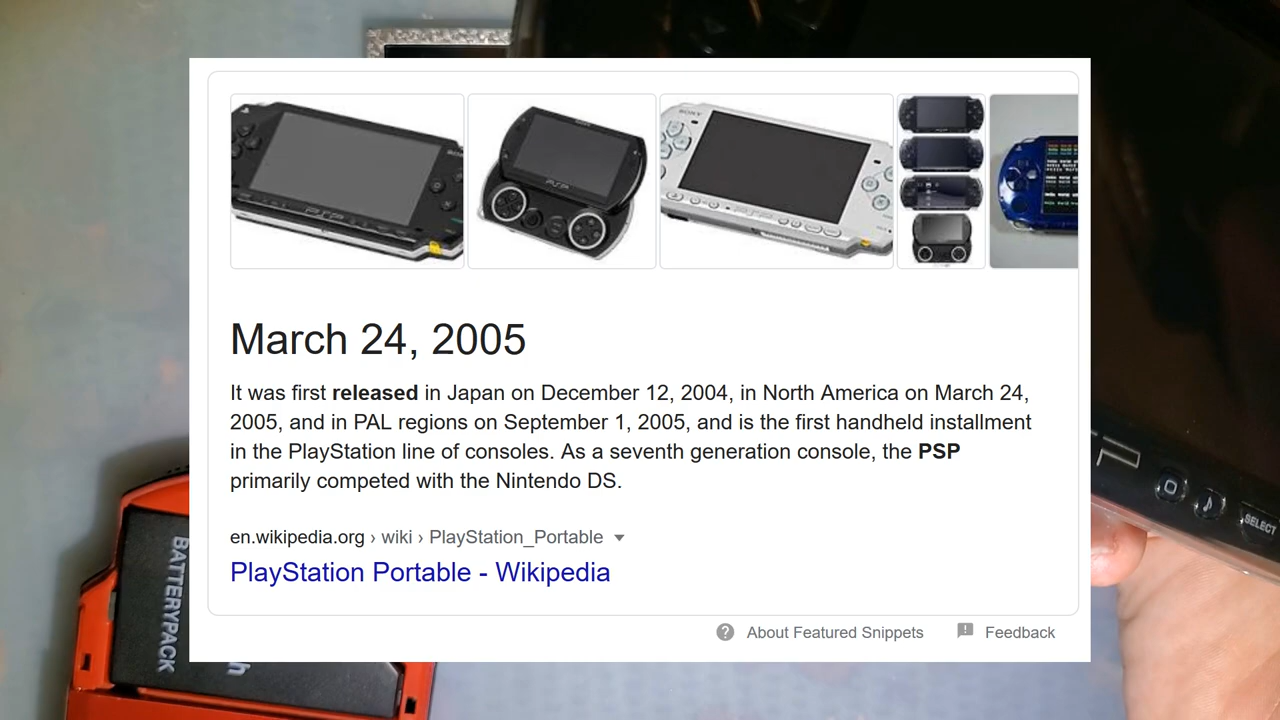 March 24, 2005
It was first released in Japan on December 12, 2004, in North America on March 24,
2005, and in PAL regions on September 1, 2005, and is the first handheld installment
in the PlayStation line of consoles. As a seventh generation console, the PSP
primarily competed with the Nintendo DS.
en.wikipedia.org › wiki › PlayStation_Portable
PlayStation Portable - Wikipedia
About Featured Snippets
Feedback
BATTERYPACK
SELECT
PSP
PSP
SONY